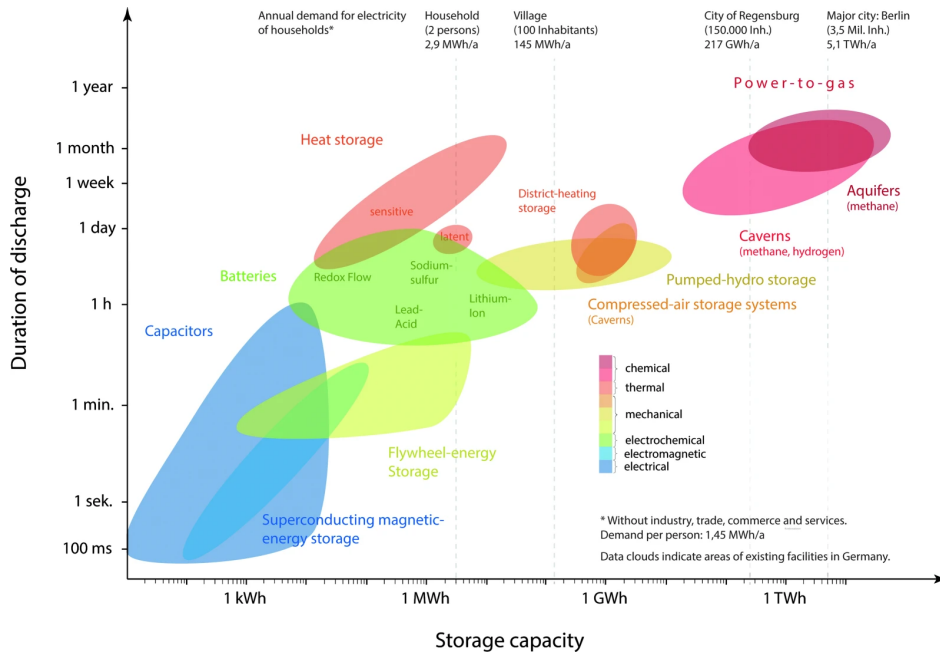 Annual demand for electricity
of households*
Household
(2 persons)
2,9 MWh/a
Village
(100 Inhabitants)
145 MWh/a
City of Regensburg
(150.000 Inh.)
217 GWh/a
Major city: Berlin
(3,5 Mil. Inh.)
5,1 TWh/a
Duration of discharge
1 year
1 month
1 week
1 day
1 h
1 min.
1 sek.
100 ms
Power-to-gas
Heat storage
sensitive
latent
District-heating
storage
Aquifers
(methane)
Caverns
(methane, hydrogen)
Batteries
Redox Flow
Sodium-
sulfur
Lead-
Acid
Lithium-
Ion
Pumped-hydro storage
Compressed-air storage systems
(Caverns)
Capacitors
Flywheel-energy
Storage
Superconducting magnetic-
energy storage
chemical
thermal
mechanical
electrochemical
electromagnetic
electrical
* Without industry, trade, commerce and services.
Demand per person: 1,45 MWh/a
Data clouds indicate areas of existing facilities in Germany.
1 kWh
1 MWh
1 GWh
1 TWh
Storage capacity